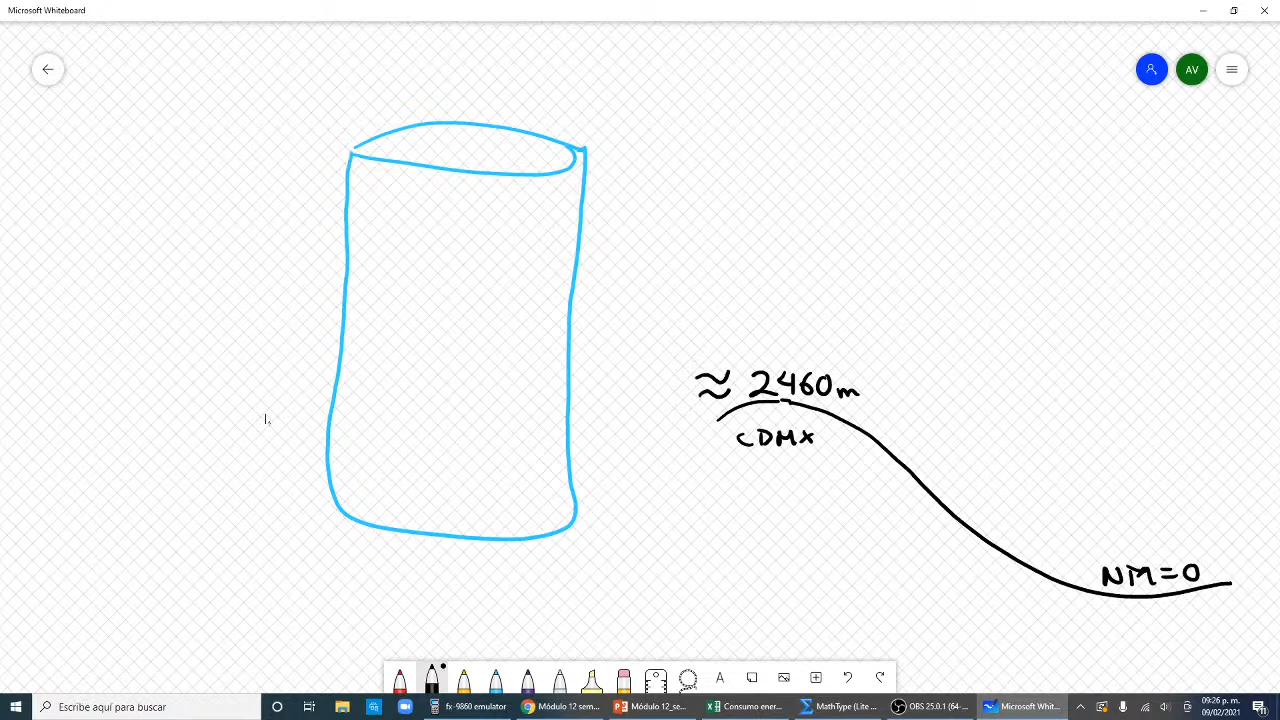 Microsoft Whiteboard
AV
≈ 2460m
CDMX
NM=0
A
Escribe aquí para buscar
fx-9860 emulator
Módulo 12 sem...
Módulo 12_se...
Consumo ener...
MathType (Lite ...
OBS 25.0.1 (64-...
Microsoft Whit...
09:26 p. m.
09/02/2021